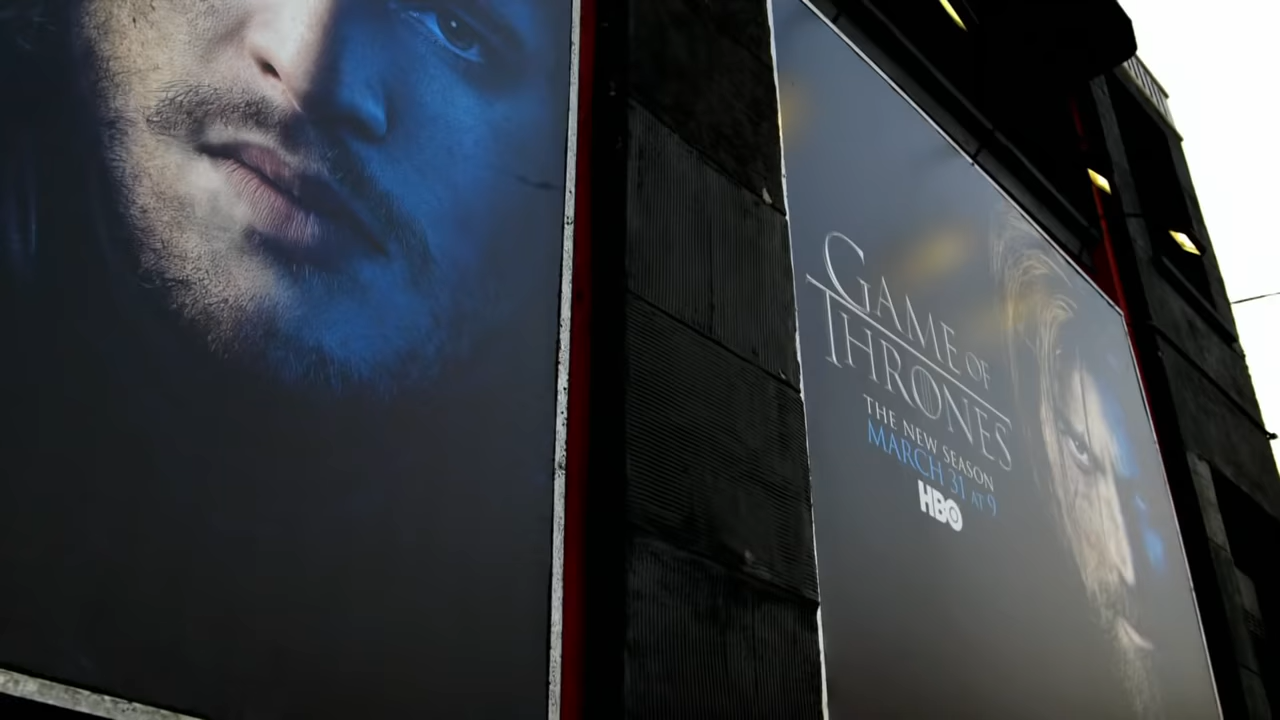 GAME OF
THRONES
THE NEW SEASON
MARCH 31 AT 9
HBO